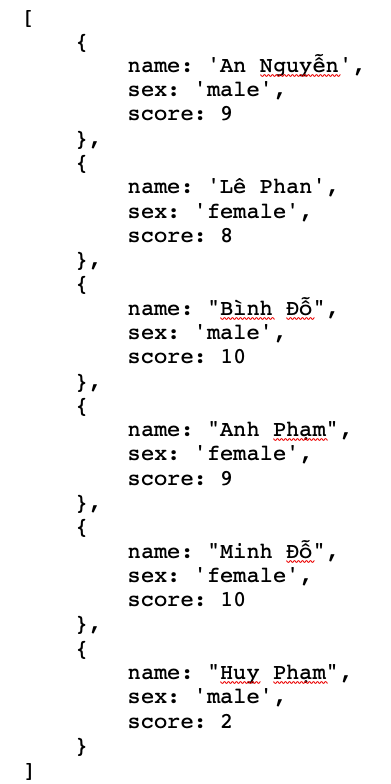 [
{
name: 'An Nguyễn',
sex: 'male',
score: 9
},
{
name: 'Lê Phan',
sex: 'female',
score: 8
},
{
name: "Bình Đỗ",
sex: 'male',
score: 10
},
{
name: "Anh Phạm",
sex: 'female',
score: 9
},
{
name: "Minh Đỗ",
sex: 'female',
score: 10
},
{
name: "Huy Phạm",
sex: 'male',
score: 2
}
]